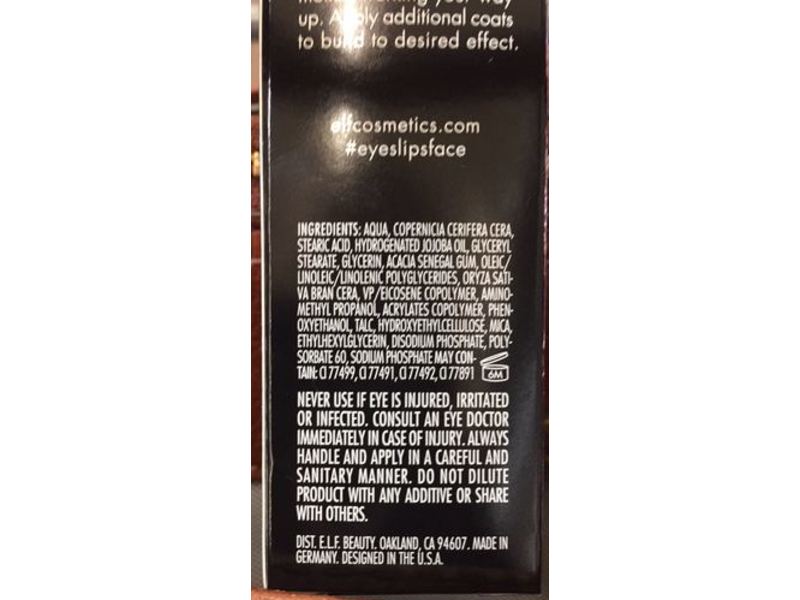 your way
up. Apply additional coats
to build to desired effect.
elfcosmetics.com
#eyeslipsface
INGREDIENTS: AQUA, COPERNICIA CERIFERA CERA,
STEARIC ACID, HYDROGENATED JOJOBA OIL, GLYCERYL
STEARATE, GLYCERIN, ACACIA SENEGAL GUM, OLEIC/
LINOLEIC/LINOLENIC POLYGLYCERIDES, ORYZA SATI-
VA BRAN CERA, VP/EICOSENE COPOLYMER, AMINO-
METHYL PROPANOL, ACRYLATES COPOLYMER, PHEN-
OXYETHANOL, TALC, HYDROXYETHYLCELLULOSE, MICA,
ETHYLHEXYLGLYCERIN, DISODIUM PHOSPHATE, POLY-
SORBATE 60, SODIUM PHOSPHATE MAY CON-
TAIN: CI 77499, CI 77491, CI 77492, CI 77891 6M
NEVER USE IF EYE IS INJURED, IRRITATED
OR INFECTED. CONSULT AN EYE DOCTOR
IMMEDIATELY IN CASE OF INJURY. ALWAYS
HANDLE AND APPLY IN A CAREFUL AND
SANITARY MANNER. DO NOT DILUTE
PRODUCT WITH ANY ADDITIVE OR SHARE
WITH OTHERS.
DIST. E.L.F. BEAUTY. OAKLAND, CA 94607. MADE IN
GERMANY. DESIGNED IN THE U.S.A.